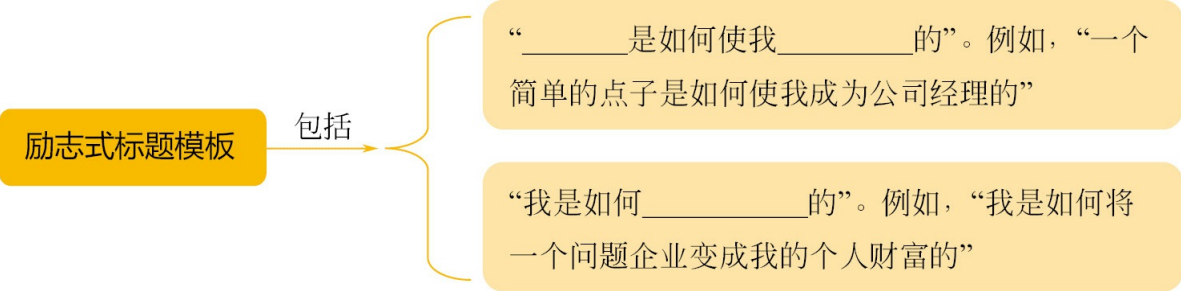 励志式标题模板
包括
“_______是如何使我_________的”。例如，“一个
简单的点子是如何使我成为公司经理的”
“我是如何___________的”。例如，“我是如何将
一个问题企业变成我的个人财富的”